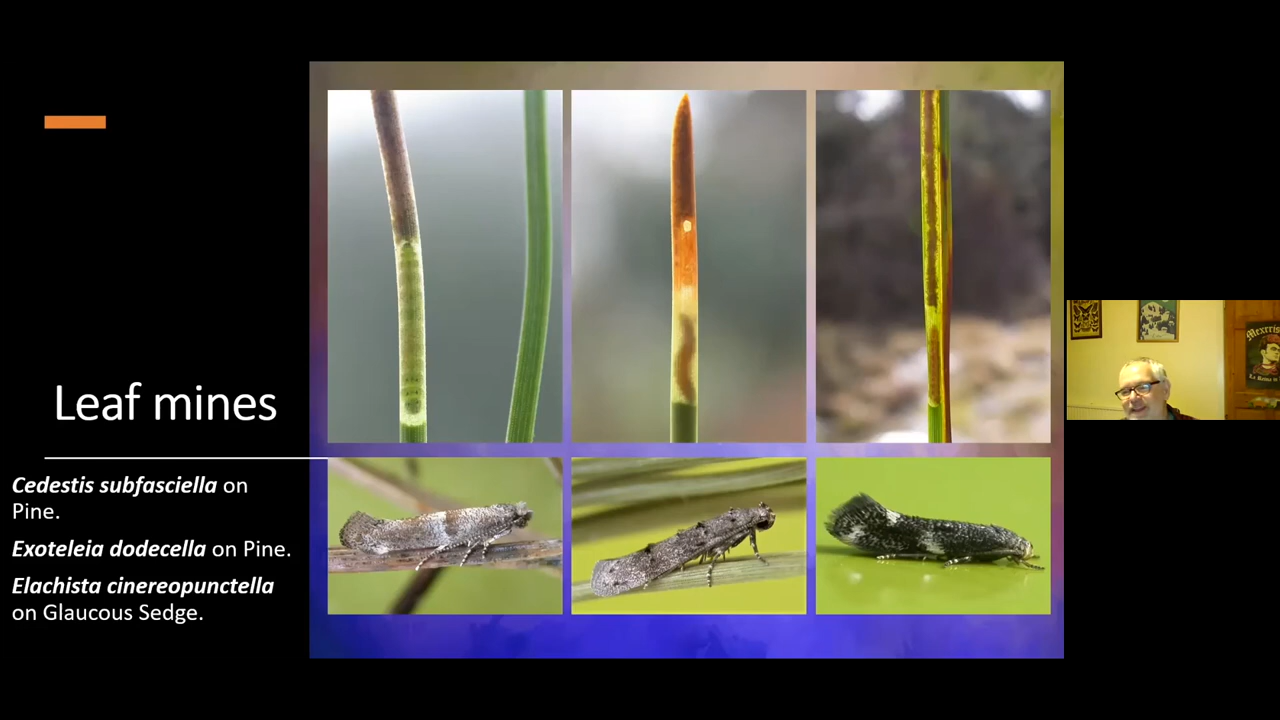 Leaf mines
Cedestis subfasciella on
Pine.
Exoteleia dodecella on Pine.
Elachista cinereopunctella
on Glaucous Sedge.